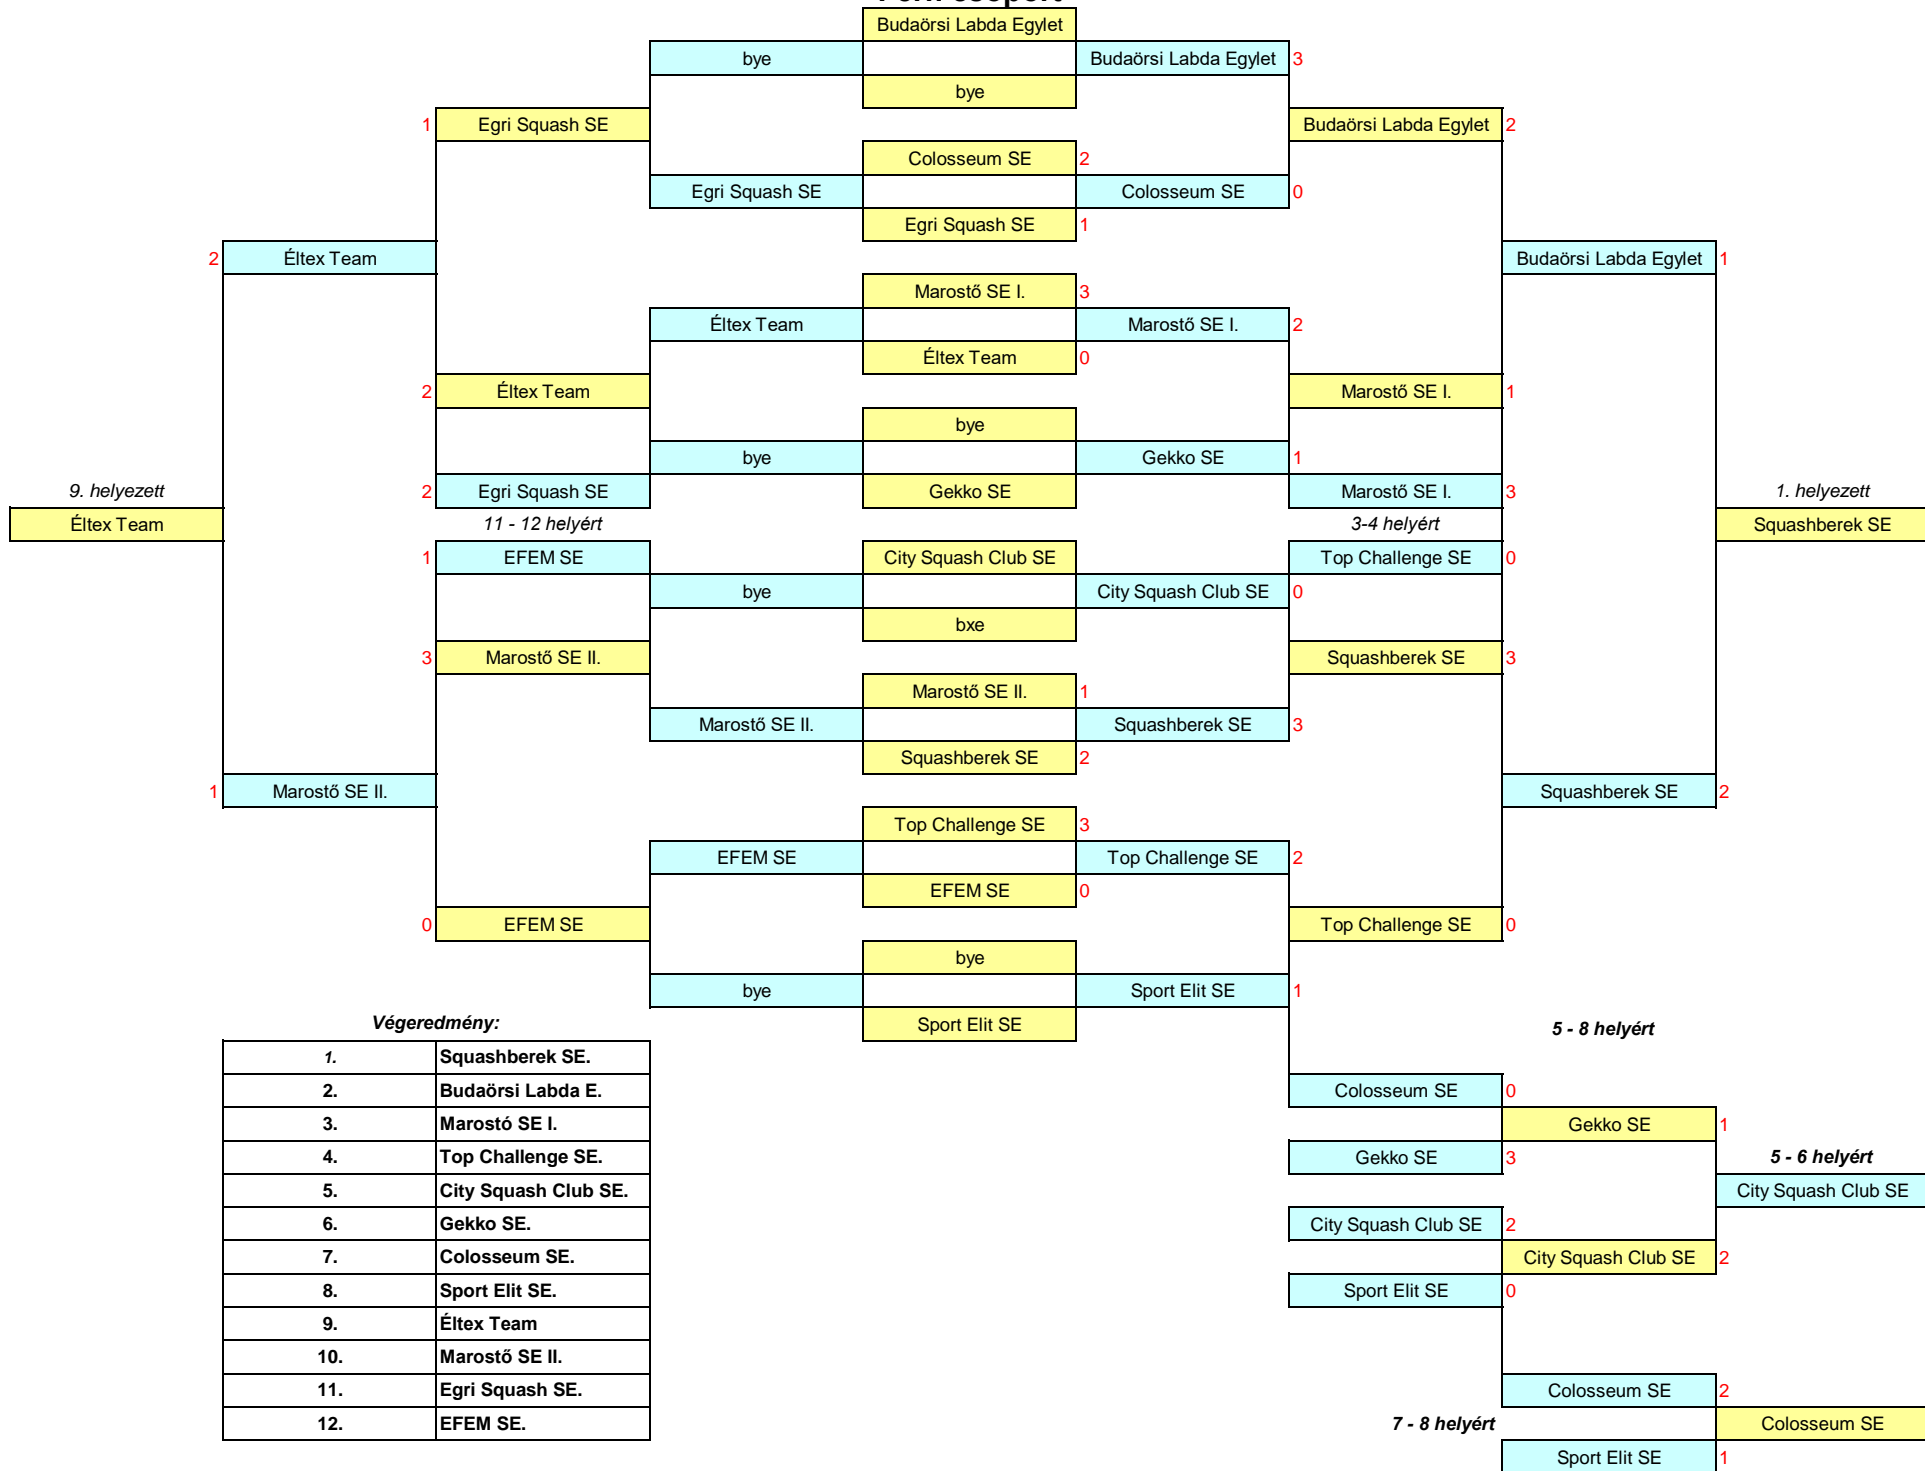 Budaörsi Labda Egylet
bye Budaörsi Labda Egylet 3
bye
1 Egri Squash SE Budaörsi Labda Egylet 2
Colosseum SE 2
Egri Squash SE Colosseum SE 0
Egri Squash SE 1
2 Éltex Team Budaörsi Labda Egylet 1
Marostő SE I. 3
Éltex Team Marostő SE I. 2
Éltex Team 0
2 Éltex Team Marostő SE I. 1
bye
bye Gekko SE 1
9. helyezett 2 Egri Squash SE Gekko SE Marostő SE I. 3 1. helyezett
Éltex Team 11 - 12 helyért 3-4 helyért Squashberek SE
1 EFEM SE City Squash Club SE Top Challenge SE 0
bye City Squash Club SE 0
bxe
3 Marostő SE II. Squashberek SE 3
Marostő SE II. 1
Marostő SE II. Squashberek SE 3
Squashberek SE 2
1 Marostő SE II. Squashberek SE 2
Top Challenge SE 3
EFEM SE Top Challenge SE 2
EFEM SE 0
0 EFEM SE Top Challenge SE 0
bye
bye Sport Elit SE 1
Végeredmény: Sport Elit SE 5 - 8 helyért
1. Squashberek SE.
2. Budaörsi Labda E. Colosseum SE 0
3. Marostó SE I. Gekko SE 1
4. Top Challenge SE. Gekko SE 3 5 - 6 helyért
5. City Squash Club SE. City Squash Club SE
6. Gekko SE. City Squash Club SE 2
7. Colosseum SE. City Squash Club SE 2
8. Sport Elit SE. Sport Elit SE 0
9. Éltex Team
10. Marostő SE II.
11. Egri Squash SE. Colosseum SE 2
12. EFEM SE. 7 - 8 helyért Colosseum SE
Sport Elit SE 1